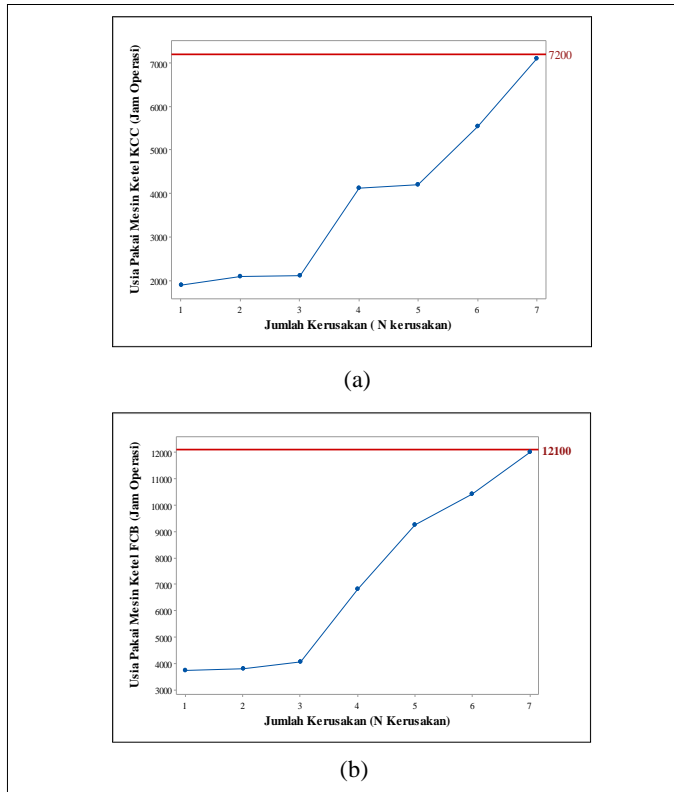 Usia Pakai Mesin Ketel KCC (Jam Operasi)
7000
6000
5000
4000
3000
2000
7200
1 2 3 4 5 6 7
Jumlah Kerusakan ( N kerusakan)
(a)
Usia Pakai Mesin Ketel FCB (Jam Operasi)
12000
11000
10000
9000
8000
7000
6000
5000
4000
3000
12100
1 2 3 4 5 6 7
Jumlah Kerusakan (N Kerusakan)
(b)